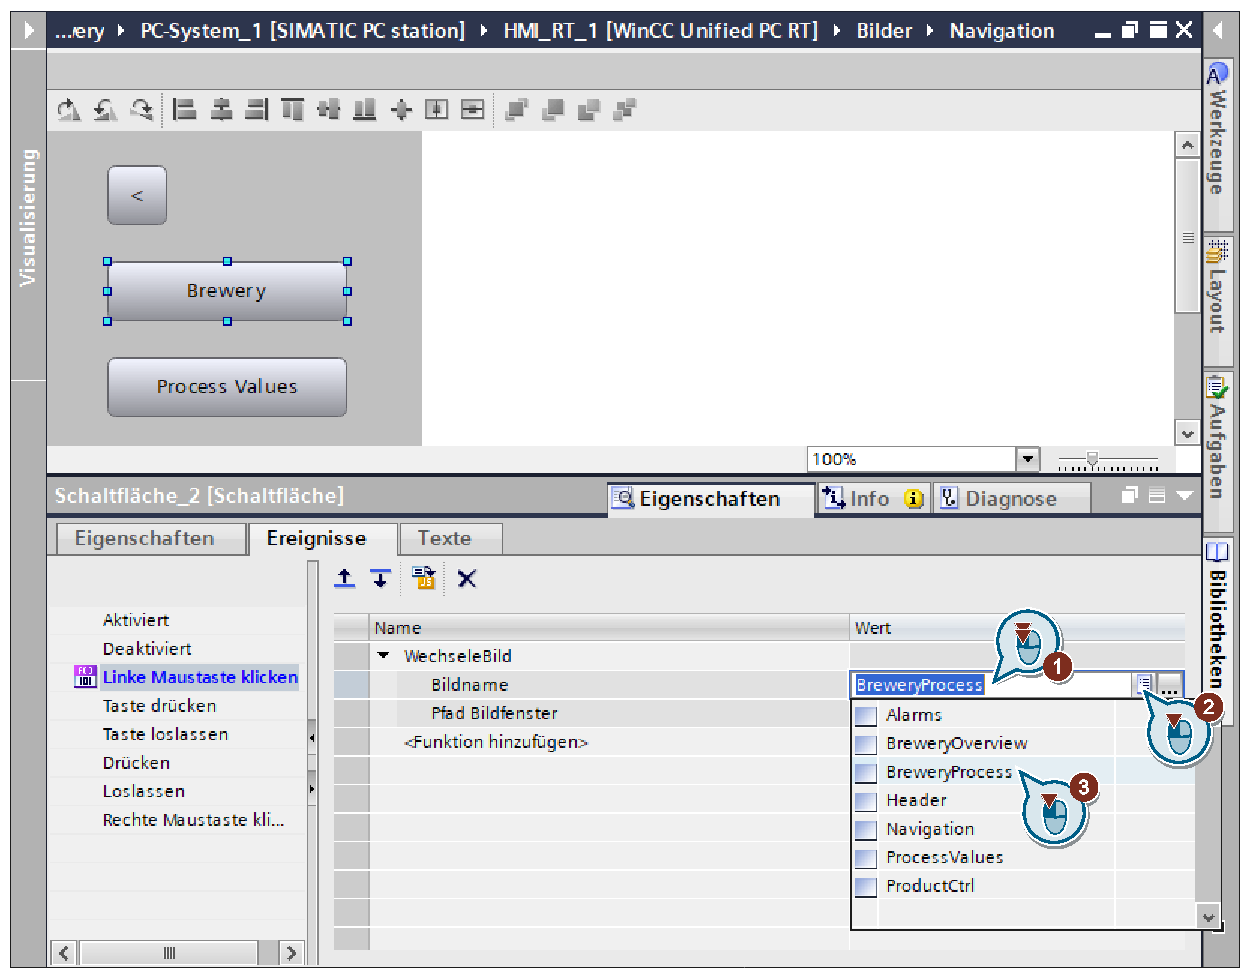 ...ery ▸ PC-System_1 [SIMATIC PC station] ▸ HMI_RT_1 [WinCC Unified PC RT] ▸ Bilder ▸ Navigation
Visualisierung
<
Brewery
Process Values
100%
Werkzeuge
Layout
Aufgaben
Bibliotheken
Schaltfläche_2 [Schaltfläche]
Eigenschaften
Info
Diagnose
Eigenschaften
Ereignisse
Texte
Aktiviert
Deaktiviert
Linke Maustaste klicken
Taste drücken
Taste loslassen
Drücken
Loslassen
Rechte Maustaste kli...
Name Wert
WechseleBild
Bildname BreweryProcess ...
Pfad Bildfenster
<Funktion hinzufügen>
Alarms
BreweryOverview
BreweryProcess
Header
Navigation
ProcessValues
ProductCtrl
1
2
3